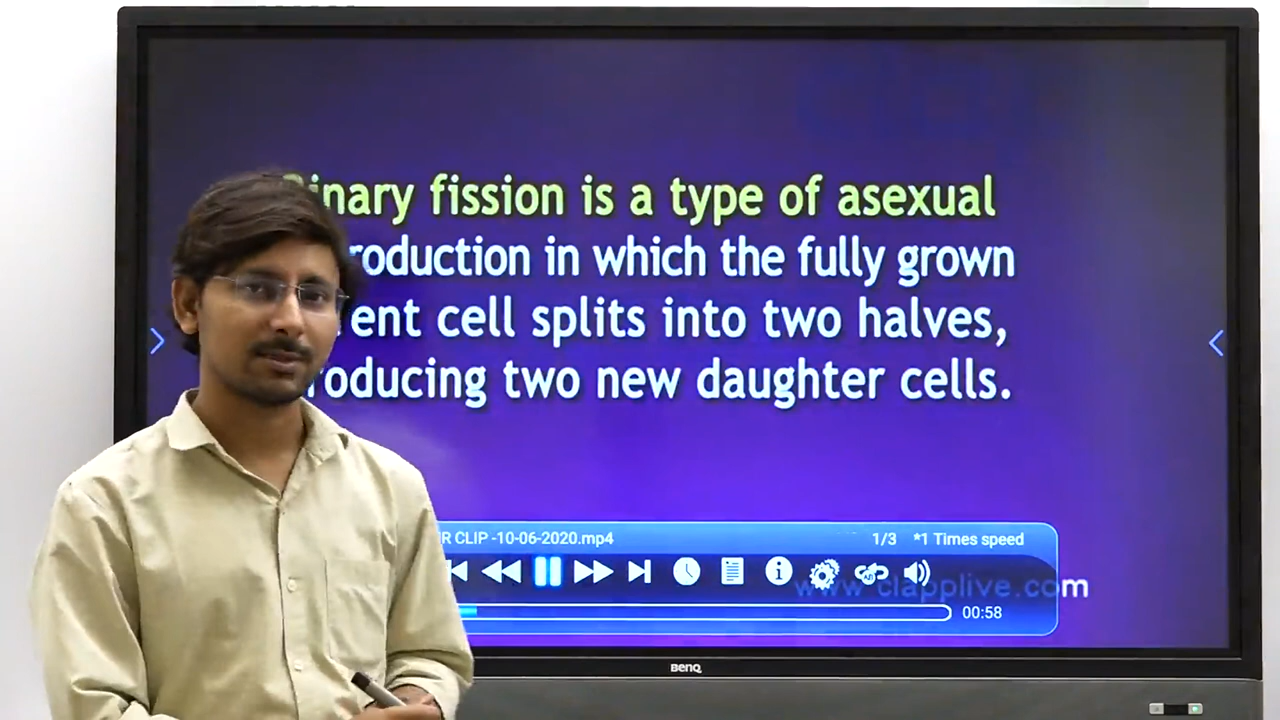 Binary fission is a type of asexual
roduction in which the fully grown
ent cell splits into two halves,
roducing two new daughter cells.
R CLIP -10-06-2020.mp4 1/3 *1 Times speed
www.clapplive.com
00:58
BenQ